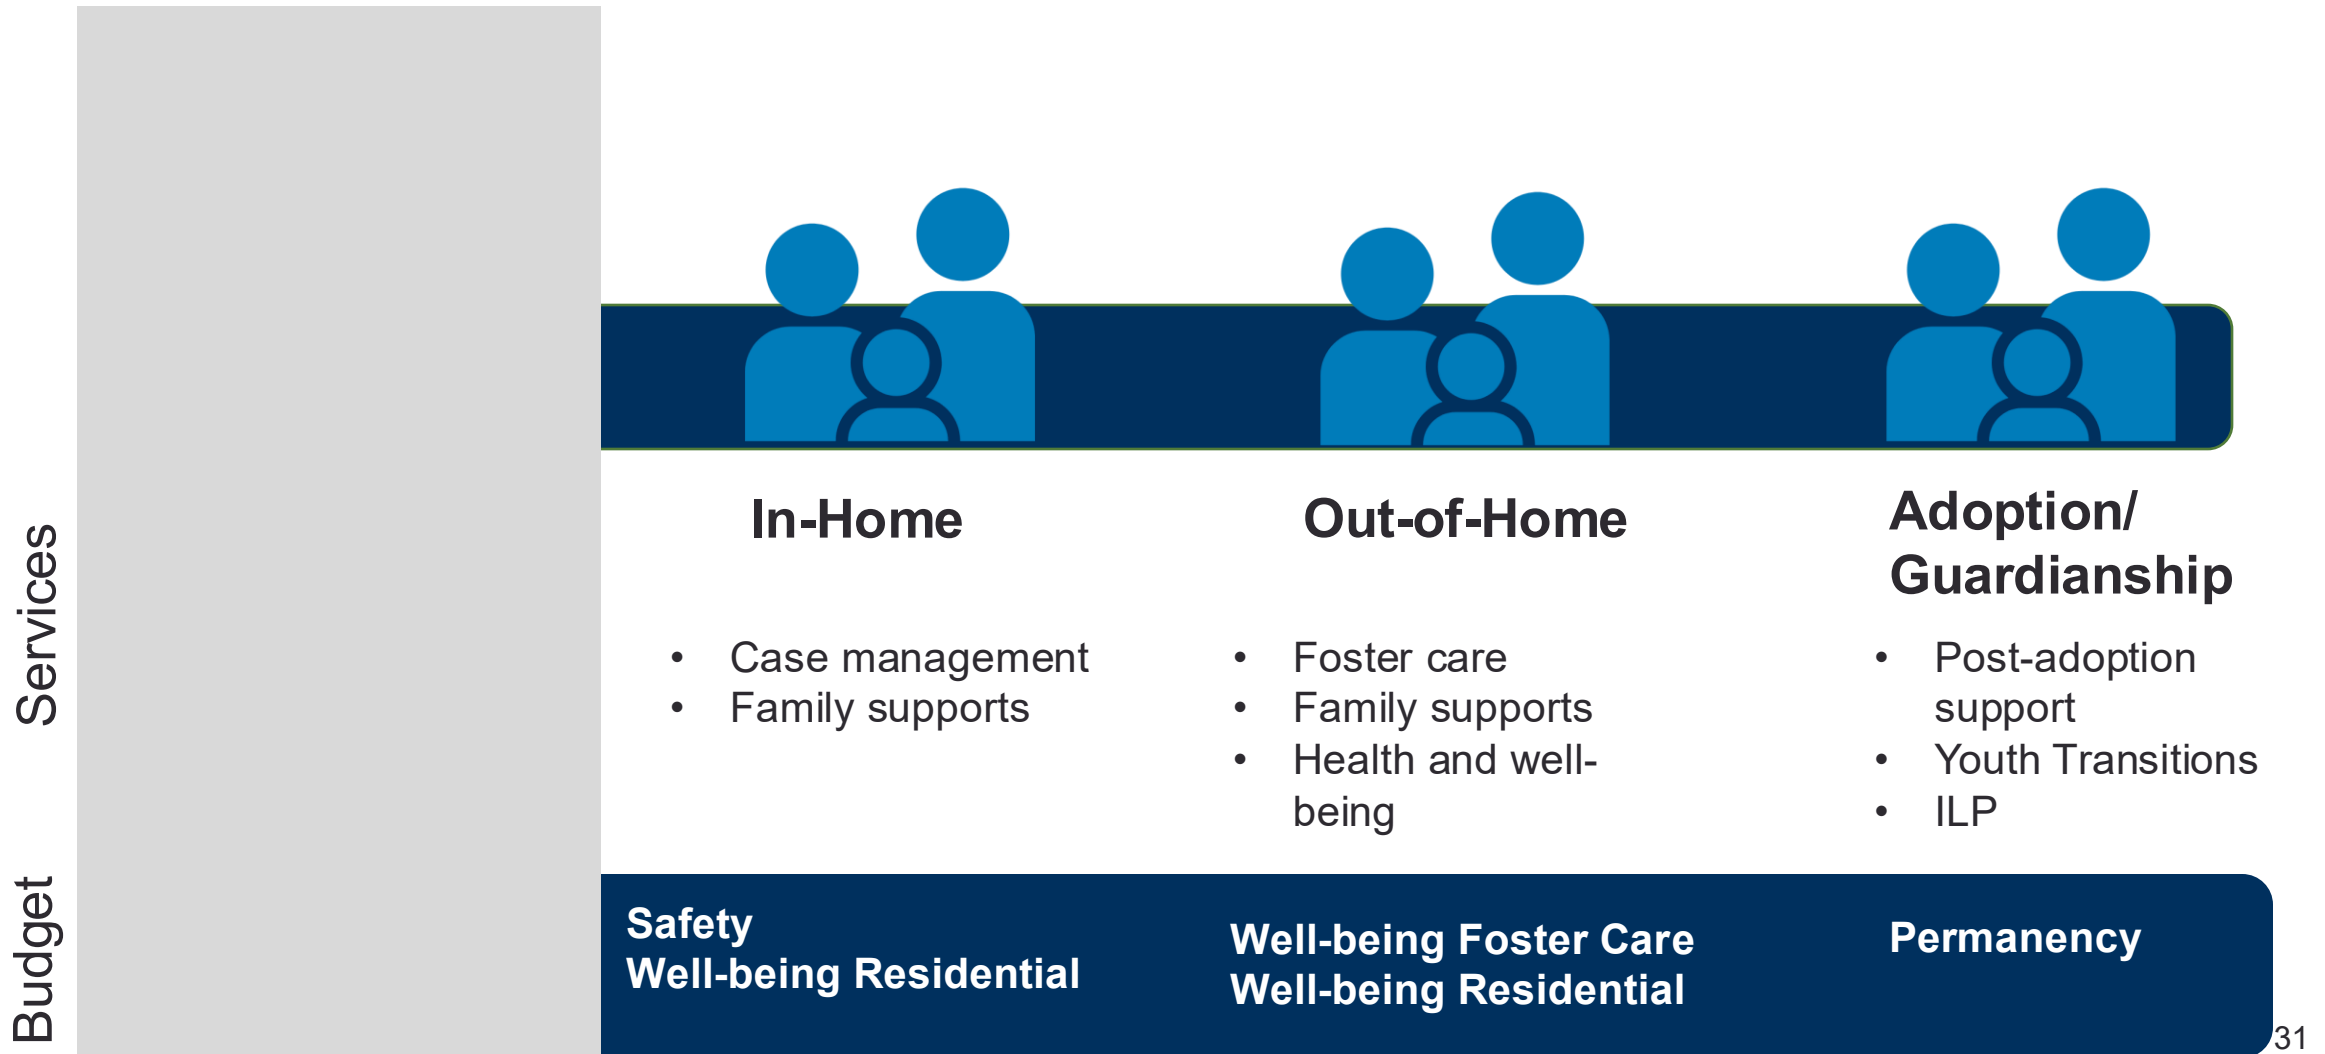 Services
Budget
In-Home
• Case management
• Family supports
Out-of-Home
• Foster care
• Family supports
• Health and well-
being
Adoption/
Guardianship
• Post-adoption
support
• Youth Transitions
• ILP
Safety
Well-being Residential
Well-being Foster Care
Well-being Residential
Permanency
31